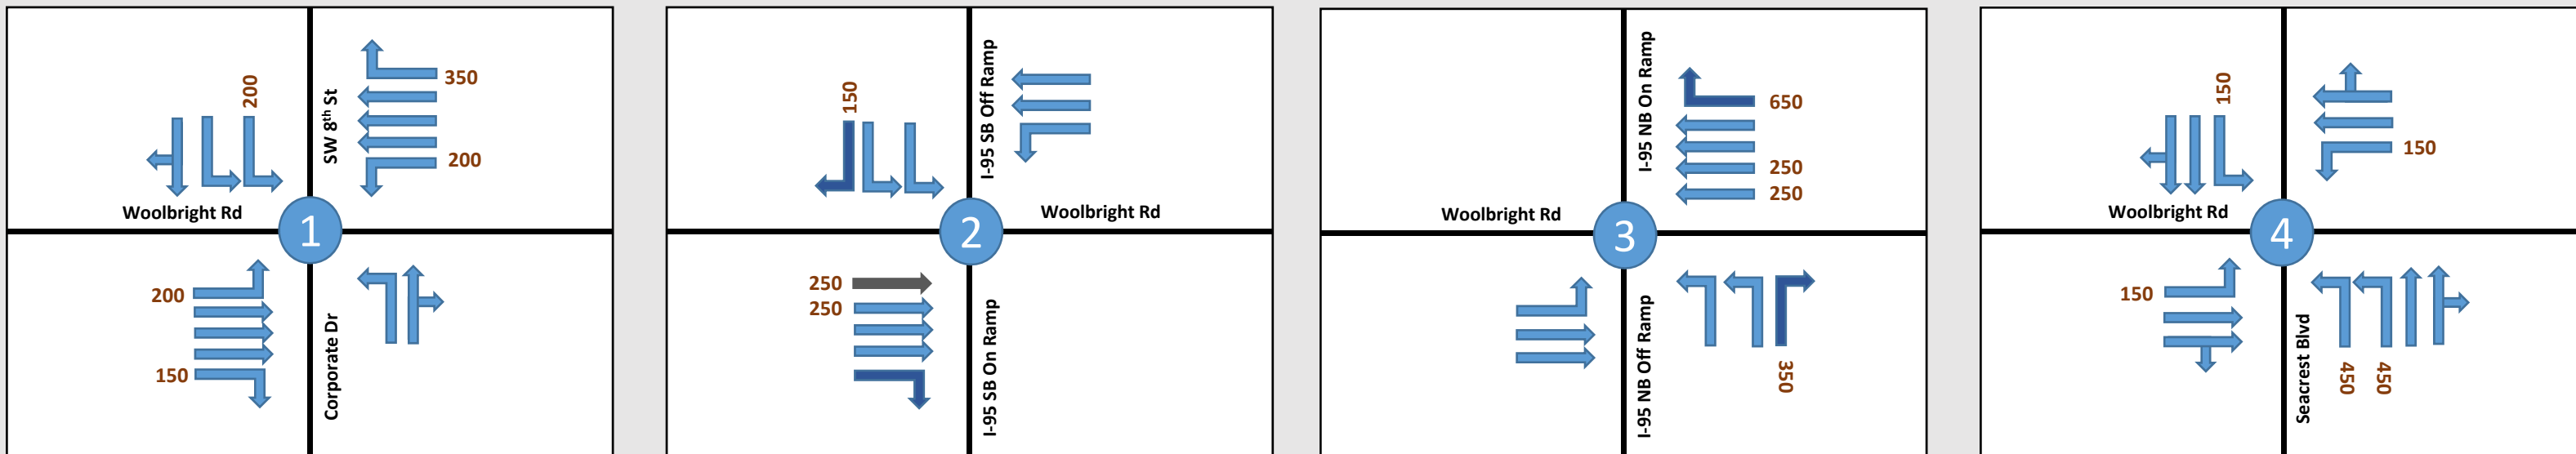 200
SW 8th St
350
200
Woolbright Rd
1
200
150
Corporate Dr
150
I-95 SB Off Ramp
Woolbright Rd
2
250
250
I-95 SB On Ramp
I-95 NB On Ramp
650
250
250
Woolbright Rd
3
I-95 NB Off Ramp
350
150
150
Woolbright Rd
4
150
Seacrest Blvd
450
450